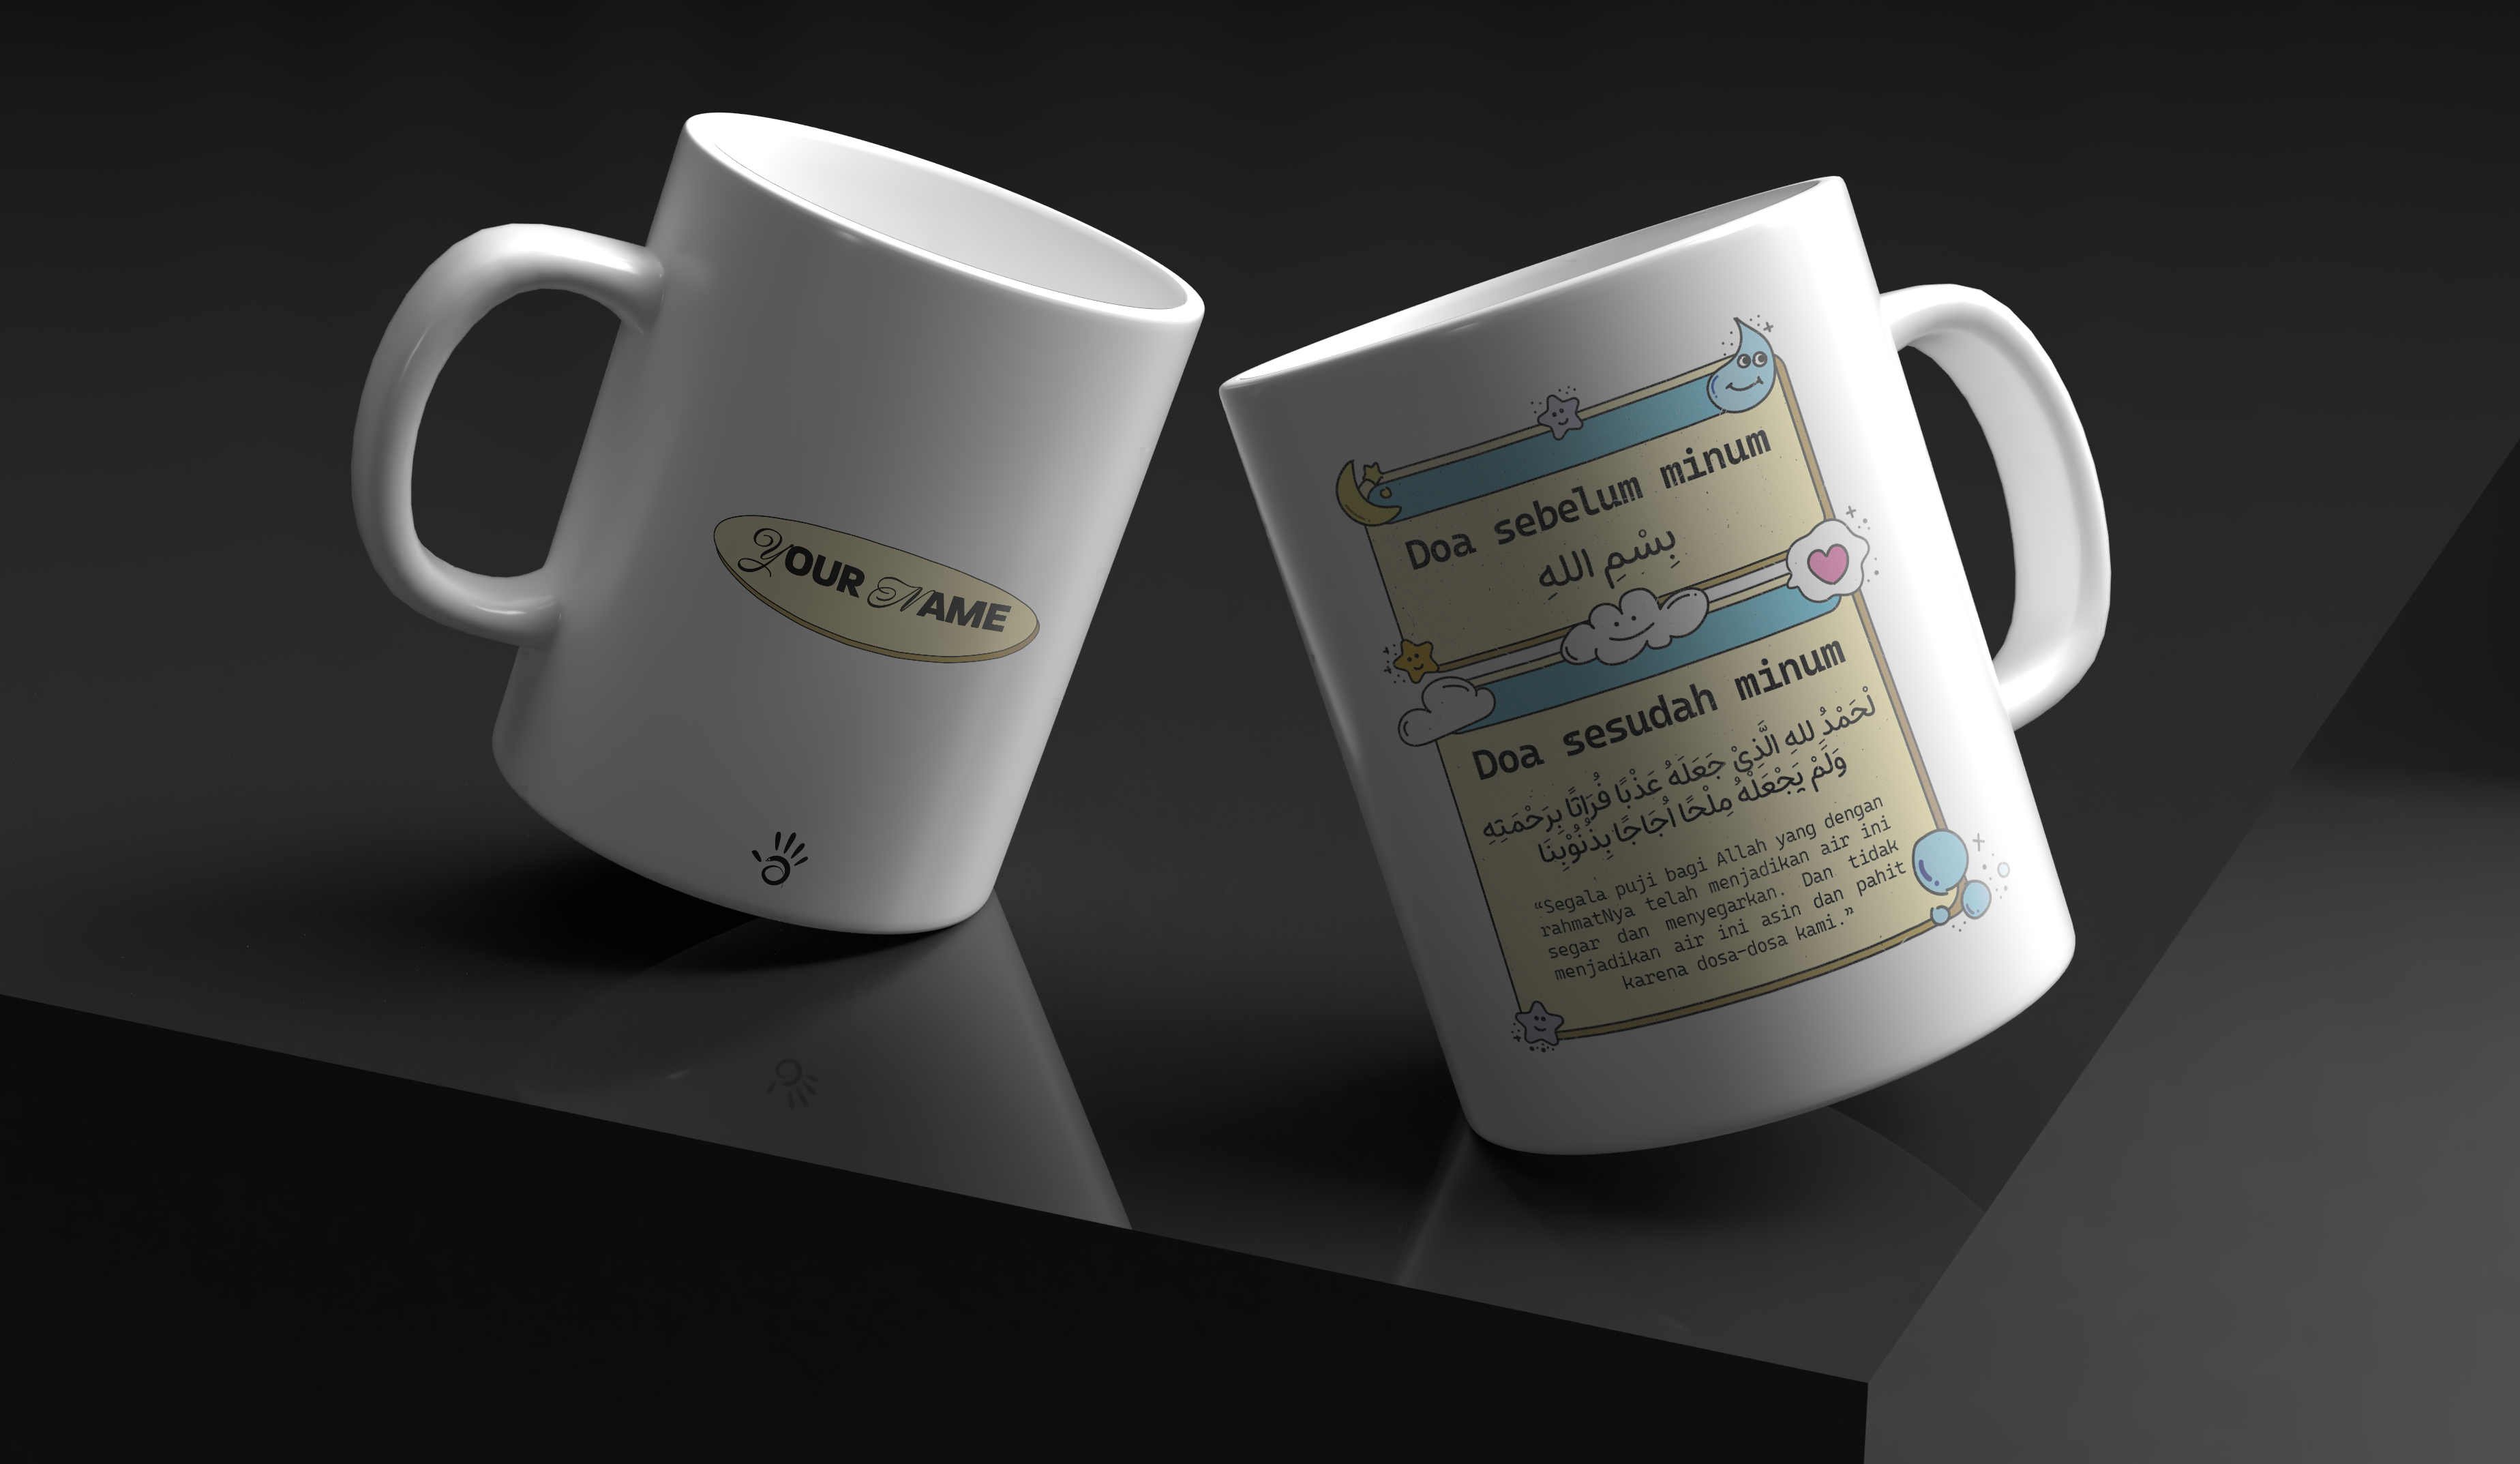 YOUR NAME
Doa sebelum minum
بِسْمِ اللهِ
Doa sesudah minum
لْحَمْدُ للهِ الَّذِيْ جَعَلَهُ عَذْبًا فُرَاتًا بِرَحْمَتِهِ
وَلَمْ يَجْعَلْهُ مِلْحًا اُجَاجًا بِذُنُوْبِنَا
“Segala puji bagi Allah yang dengan
rahmatNya telah menjadikan air ini
segar dan menyegarkan. Dan tidak
menjadikan air ini asin dan pahit
karena dosa-dosa kami.”